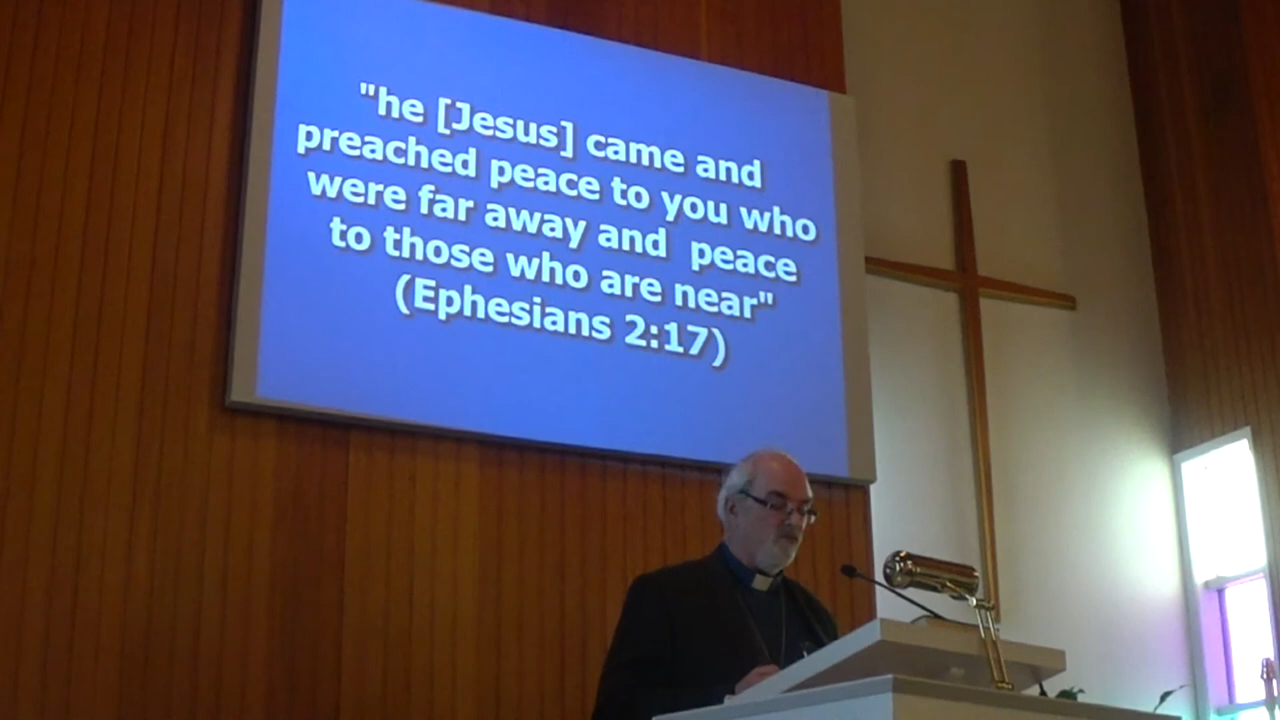 "he [Jesus] came and
preached peace to you who
were far away and  peace
to those who are near"
(Ephesians 2:17)